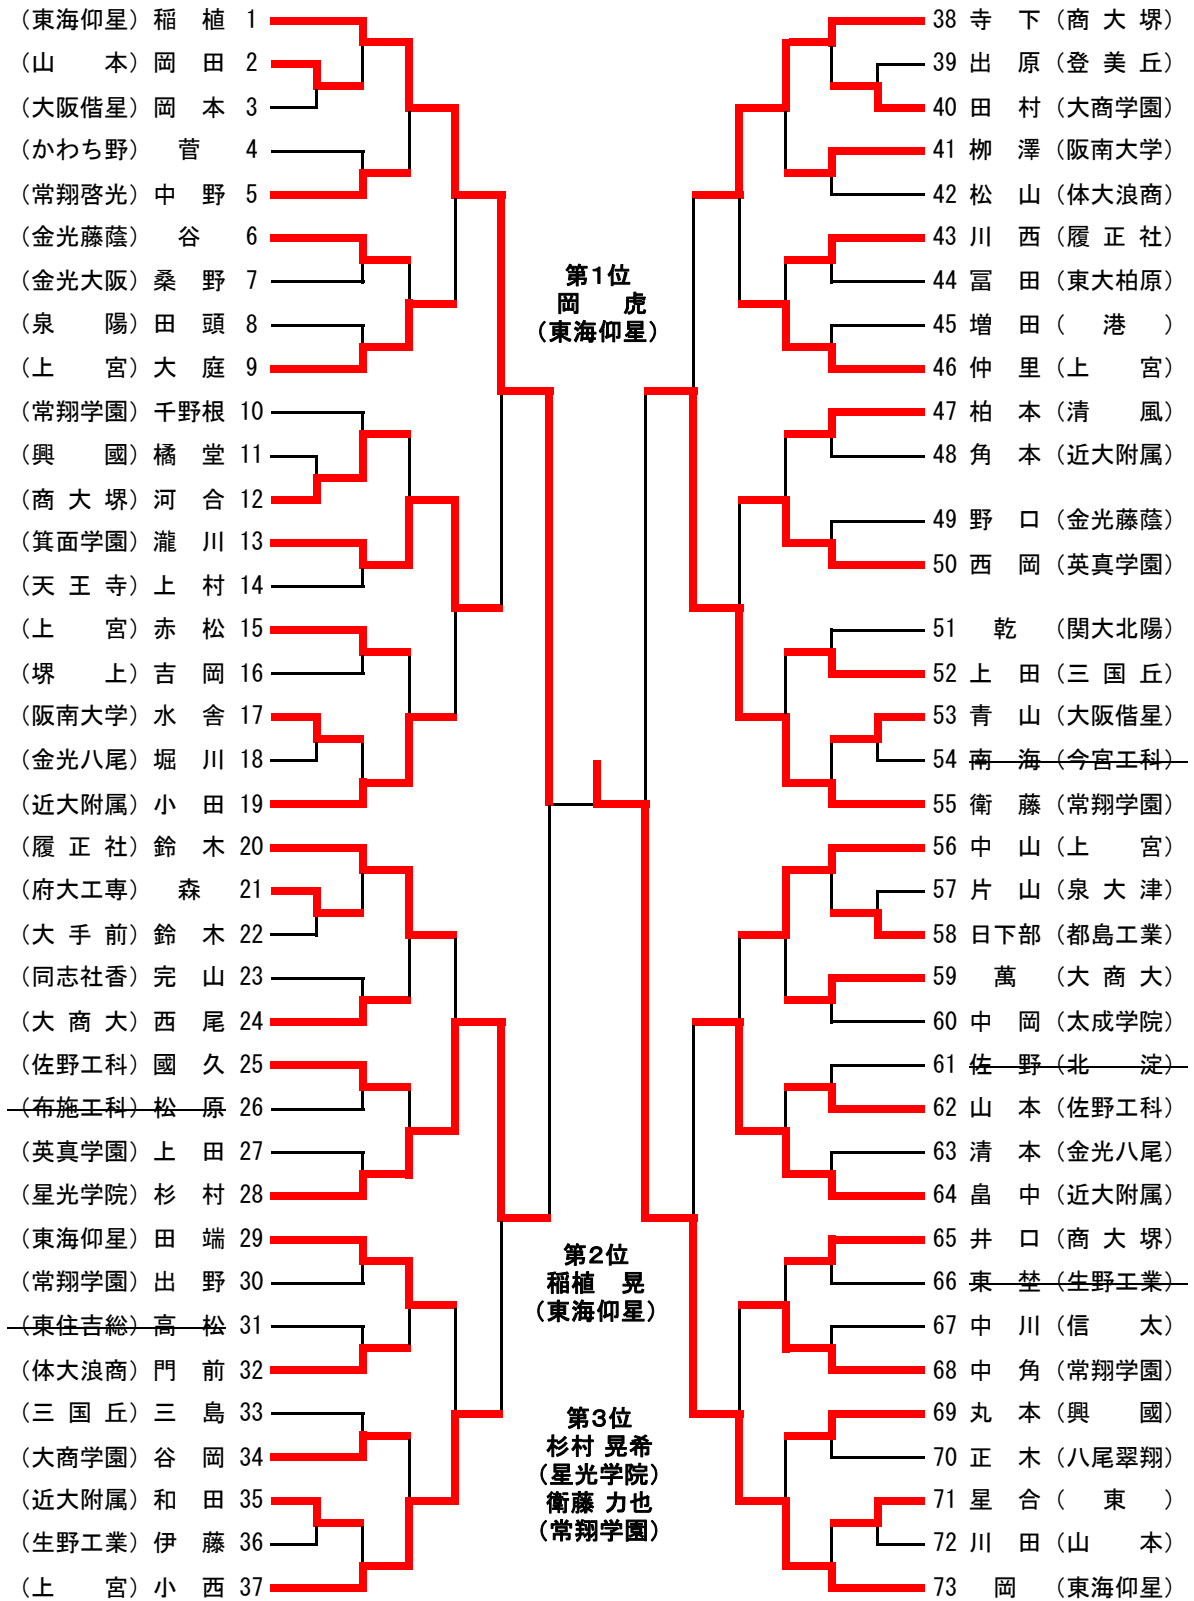 (東海仰星) 稲 植 1
(山 本) 岡 田 2
(大阪偕星) 岡 本 3
(かわち野) 菅 4
(常翔啓光) 中 野 5
(金光藤蔭) 谷 6
(金光大阪) 桑 野 7
(泉 陽) 田 頭 8
(上 宮) 大 庭 9
(常翔学園) 千野根 10
(興 國) 橘 堂 11
(商 大 堺) 河 合 12
(箕面学園) 瀧 川 13
(天 王 寺) 上 村 14
(上 宮) 赤 松 15
(堺 上) 吉 岡 16
(阪南大学) 水 舎 17
(金光八尾) 堀 川 18
(近大附属) 小 田 19
(履 正 社) 鈴 木 20
(府大工専) 森 21
(大 手 前) 鈴 木 22
(同志社香) 完 山 23
(大 商 大) 西 尾 24
(佐野工科) 國 久 25
(布施工科) 松 原 26
(英真学園) 上 田 27
(星光学院) 杉 村 28
(東海仰星) 田 端 29
(常翔学園) 出 野 30
(東住吉総) 高 松 31
(体大浪商) 門 前 32
(三 国 丘) 三 島 33
(大商学園) 谷 岡 34
(近大附属) 和 田 35
(生野工業) 伊 藤 36
(上 宮) 小 西 37
第1位
岡 虎
(東海仰星)
第2位
稲植 晃
(東海仰星)
第3位
杉村 晃希
(星光学院)
衛藤 力也
(常翔学園)
38 寺 下 (商 大 堺)
39 出 原 (登 美 丘)
40 田 村 (大商学園)
41 栁 澤 (阪南大学)
42 松 山 (体大浪商)
43 川 西 (履 正 社)
44 冨 田 (東大柏原)
45 増 田 ( 港 )
46 仲 里 (上 宮)
47 柏 本 (清 風)
48 角 本 (近大附属)
49 野 口 (金光藤蔭)
50 西 岡 (英真学園)
51 乾 (関大北陽)
52 上 田 (三 国 丘)
53 青 山 (大阪偕星)
54 南 海 (今宮工科)
55 衛 藤 (常翔学園)
56 中 山 (上 宮)
57 片 山 (泉 大 津)
58 日下部 (都島工業)
59 萬 (大 商 大)
60 中 岡 (太成学院)
61 佐 野 (北 淀)
62 山 本 (佐野工科)
63 清 本 (金光八尾)
64 畠 中 (近大附属)
65 井 口 (商 大 堺)
66 東 埜 (生野工業)
67 中 川 (信 太)
68 中 角 (常翔学園)
69 丸 本 (興 國)
70 正 木 (八尾翠翔)
71 星 合 ( 東 )
72 川 田 (山 本)
73 岡 (東海仰星)